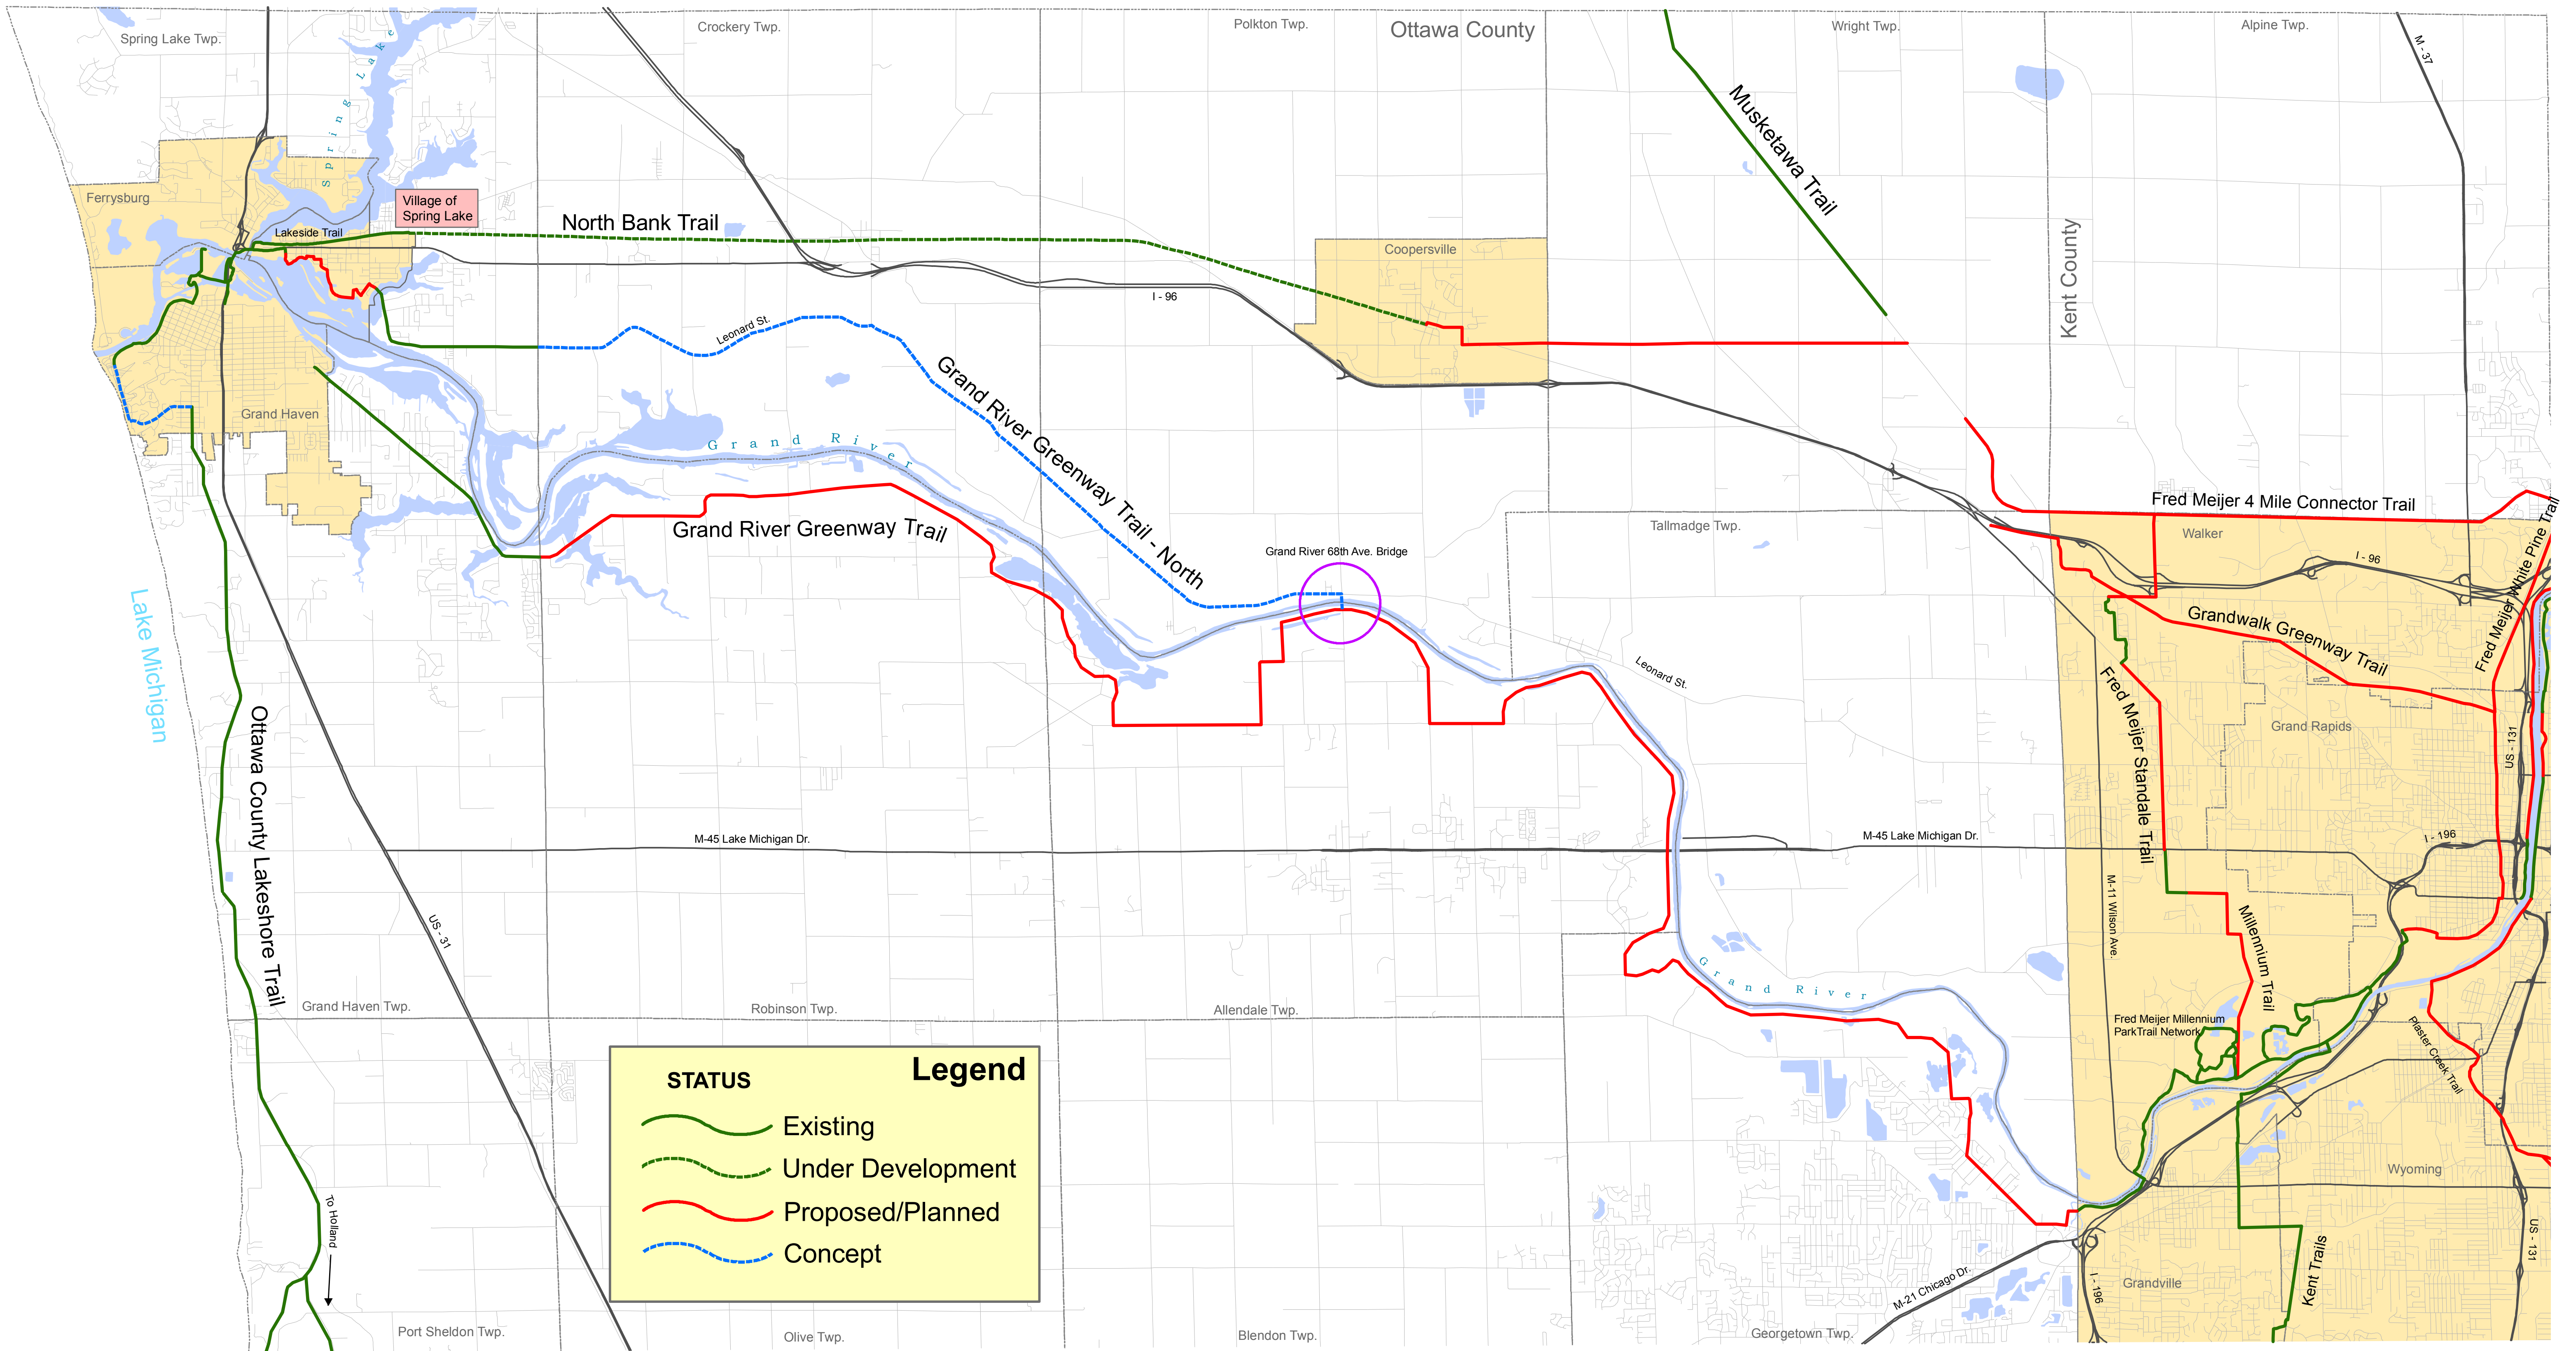 Spring Lake Twp.
Crockery Twp.
Polkton Twp.
Ottawa County
Wright Twp.
Alpine Twp.
M - 37
Spring Lake
Musketawa Trail
Ferrysburg
Village of
Spring Lake
Lakeside Trail
North Bank Trail
Coopersville
Kent County
I - 96
Leonard St.
Grand River Greenway Trail - North
Grand Haven
Grand River
Grand River Greenway Trail
Grand River 68th Ave. Bridge
Tallmadge Twp.
Fred Meijer 4 Mile Connector Trail
Walker
I - 96
Fred Meijer White Pine Trail
Grandwalk Greenway Trail
Lake Michigan
Leonard St.
Fred Meijer Standale Trail
Grand Rapids
US - 131
Ottawa County Lakeshore Trail
M-45 Lake Michigan Dr.
M-45 Lake Michigan Dr.
I - 196
M-11 Wilson Ave.
US - 31
Millennium Trail
Grand River
Grand Haven Twp.
Robinson Twp.
Allendale Twp.
Fred Meijer Millennium
ParkTrail Network
Plaster Creek Trail
Legend
STATUS
Existing
Under Development
Proposed/Planned
Concept
Wyoming
To Holland
US - 131
Kent Trails
Grandville
I - 196
M-21 Chicago Dr.
Port Sheldon Twp.
Olive Twp.
Blendon Twp.
Georgetown Twp.